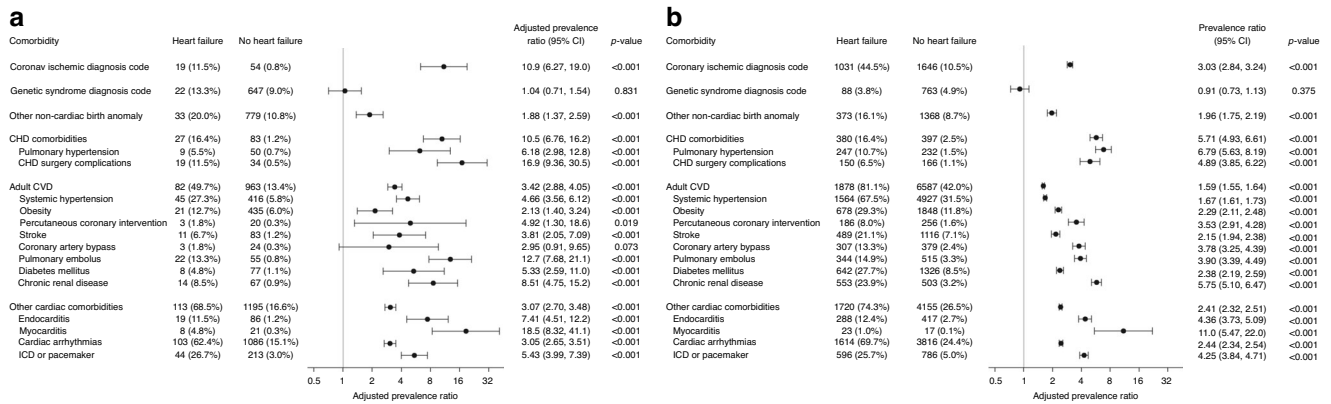 a
Adjusted prevalence
Comorbidity Heart failure No heart failure ratio (95% CI) p-value
Coronav ischemic diagnosis code 19 (11.5%) 54 (0.8%) 10.9 (6.27, 19.0) <0.001
Genetic syndrome diagnosis code 22 (13.3%) 647 (9.0%) 1.04 (0.71, 1.54) 0.831
Other non-cardiac birth anomaly 33 (20.0%) 779 (10.8%) 1.88 (1.37, 2.59) <0.001
CHD comorbidities 27 (16.4%) 83 (1.2%) 10.5 (6.76, 16.2) <0.001
Pulmonary hypertension 9 (5.5%) 50 (0.7%) 6.18 (2.98, 12.8) <0.001
CHD surgery complications 19 (11.5%) 34 (0.5%) 16.9 (9.36, 30.5) <0.001
Adult CVD 82 (49.7%) 963 (13.4%) 3.42 (2.88, 4.05) <0.001
Systemic hypertension 45 (27.3%) 416 (5.8%) 4.66 (3.56, 6.12) <0.001
Obesity 21 (12.7%) 435 (6.0%) 2.13 (1.40, 3.24) <0.001
Percutaneous coronary intervention 3 (1.8%) 20 (0.3%) 4.92 (1.30, 18.6) 0.019
Stroke 11 (6.7%) 83 (1.2%) 3.81 (2.05, 7.09) <0.001
Coronary artery bypass 3 (1.8%) 24 (0.3%) 2.95 (0.91, 9.65) 0.073
Pulmonary embolus 22 (13.3%) 55 (0.8%) 12.7 (7.68, 21.1) <0.001
Diabetes mellitus 8 (4.8%) 77 (1.1%) 5.33 (2.59, 11.0) <0.001
Chronic renal disease 14 (8.5%) 67 (0.9%) 8.51 (4.75, 15.2) <0.001
Other cardiac comorbidities 113 (68.5%) 1195 (16.6%) 3.07 (2.70, 3.48) <0.001
Endocarditis 19 (11.5%) 86 (1.2%) 7.41 (4.51, 12.2) <0.001
Myocarditis 8 (4.8%) 21 (0.3%) 18.5 (8.32, 41.1) <0.001
Cardiac arrhythmias 103 (62.4%) 1086 (15.1%) 3.05 (2.65, 3.51) <0.001
ICD or pacemaker 44 (26.7%) 213 (3.0%) 5.43 (3.99, 7.39) <0.001
0.5 1 2 4 8 16 32
Adjusted prevalence ratio
b
Prevalence ratio
Comorbidity Heart failure No heart failure (95% CI) p-value
Coronary ischemic diagnosis code 1031 (44.5%) 1646 (10.5%) 3.03 (2.84, 3.24) <0.001
Genetic syndrome diagnosis code 88 (3.8%) 763 (4.9%) 0.91 (0.73, 1.13) 0.375
Other non-cardiac birth anomaly 373 (16.1%) 1368 (8.7%) 1.96 (1.75, 2.19) <0.001
CHD comorbidities 380 (16.4%) 397 (2.5%) 5.71 (4.93, 6.61) <0.001
Pulmonary hypertension 247 (10.7%) 232 (1.5%) 6.79 (5.63, 8.19) <0.001
CHD surgery complications 150 (6.5%) 166 (1.1%) 4.89 (3.85, 6.22) <0.001
Adult CVD 1878 (81.1%) 6587 (42.0%) 1.59 (1.55, 1.64) <0.001
Systemic hypertension 1564 (67.5%) 4927 (31.5%) 1.67 (1.61, 1.73) <0.001
Obesity 678 (29.3%) 1848 (11.8%) 2.29 (2.11, 2.48) <0.001
Percutaneous coronary intervention 186 (8.0%) 256 (1.6%) 3.53 (2.91, 4.28) <0.001
Stroke 489 (21.1%) 1116 (7.1%) 2.15 (1.94, 2.38) <0.001
Coronary artery bypass 307 (13.3%) 379 (2.4%) 3.78 (3.25, 4.39) <0.001
Pulmonary embolus 344 (14.9%) 515 (3.3%) 3.90 (3.39, 4.49) <0.001
Diabetes mellitus 642 (27.7%) 1326 (8.5%) 2.38 (2.19, 2.59) <0.001
Chronic renal disease 553 (23.9%) 503 (3.2%) 5.75 (5.10, 6.47) <0.001
Other cardiac comorbidities 1720 (74.3%) 4155 (26.5%) 2.41 (2.32, 2.51) <0.001
Endocarditis 288 (12.4%) 417 (2.7%) 4.36 (3.73, 5.09) <0.001
Myocarditis 23 (1.0%) 17 (0.1%) 11.0 (5.47, 22.0) <0.001
Cardiac arrhythmias 1614 (69.7%) 3816 (24.4%) 2.44 (2.34, 2.54) <0.001
ICD or pacemaker 596 (25.7%) 786 (5.0%) 4.25 (3.84, 4.71) <0.001
0.5 1 2 4 8 16 32
Adjusted prevalence ratio